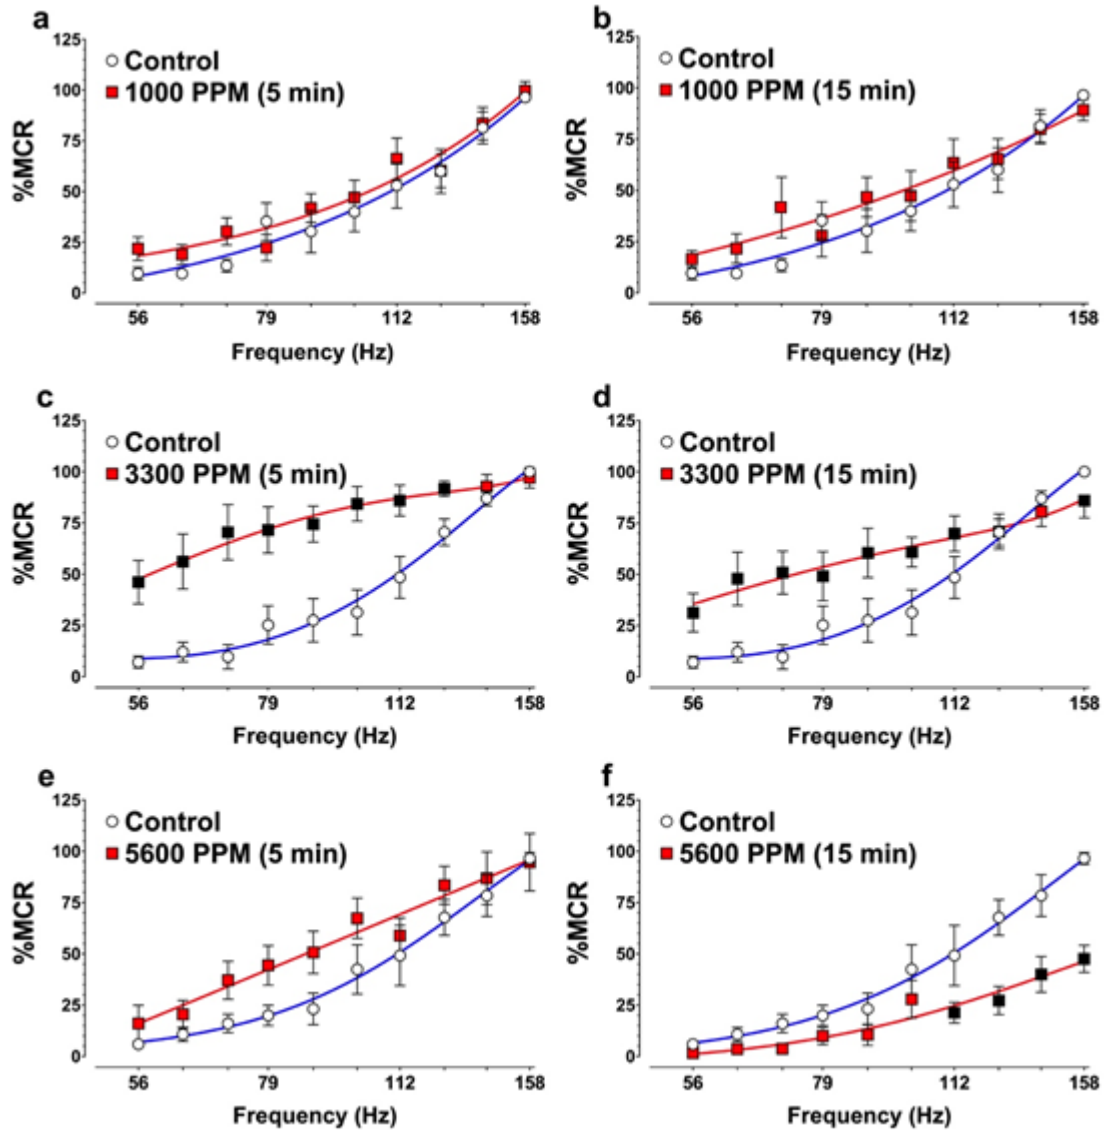 a
125
100
75
50
25
0
%MCR
Control
1000 PPM (5 min)
56
79
112
158
Frequency (Hz)
b
125
100
75
50
25
0
%MCR
Control
1000 PPM (15 min)
56
79
112
158
Frequency (Hz)
c
125
100
75
50
25
0
%MCR
Control
3300 PPM (5 min)
56
79
112
158
Frequency (Hz)
d
125
100
75
50
25
0
%MCR
Control
3300 PPM (15 min)
56
79
112
158
Frequency (Hz)
e
125
100
75
50
25
0
%MCR
Control
5600 PPM (5 min)
56
79
112
158
Frequency (Hz)
f
125
100
75
50
25
0
%MCR
Control
5600 PPM (15 min)
56
79
112
158
Frequency (Hz)